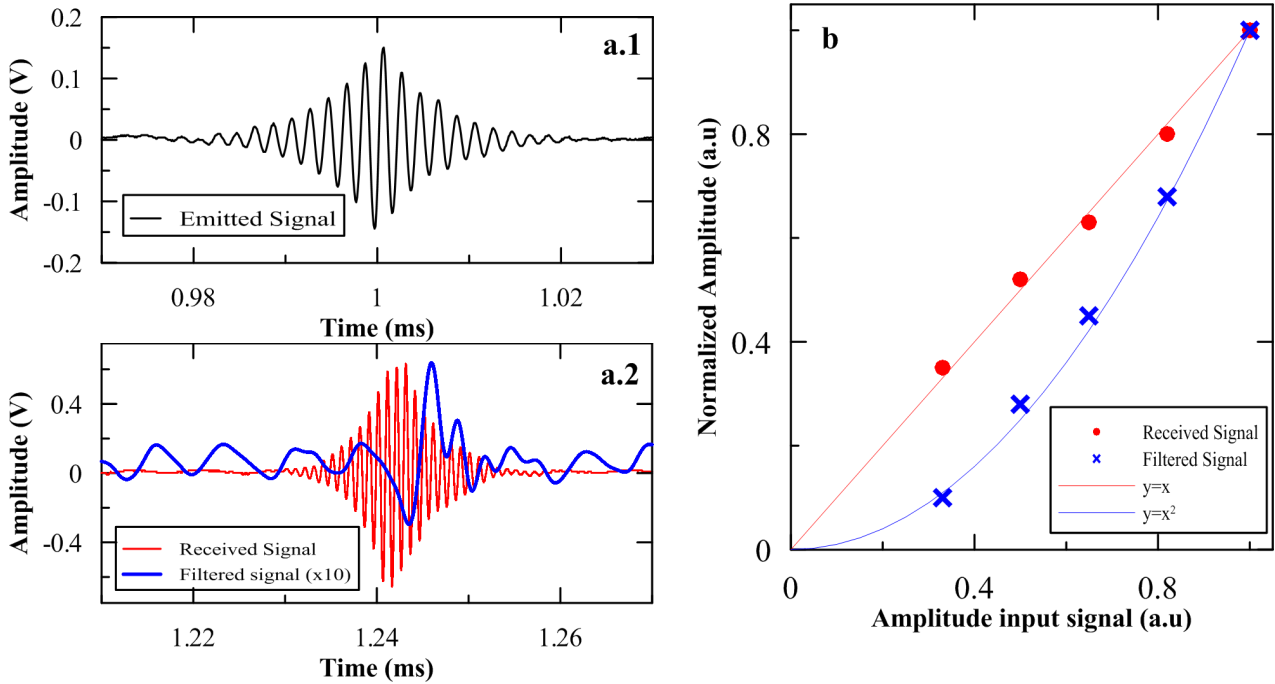 a.1
0.2
0.1
0
-0.1
-0.2
Amplitude (V)
Emitted Signal
0.98
1
1.02
Time (ms)
a.2
0.4
0
-0.4
Amplitude (V)
Received Signal
Filtered signal (x10)
1.22
1.24
1.26
Time (ms)
b
0.8
0.4
0
Normalized Amplitude (a.u)
Received Signal
Filtered Signal
y=x
y=x²
0
0.4
0.8
Amplitude input signal (a.u)